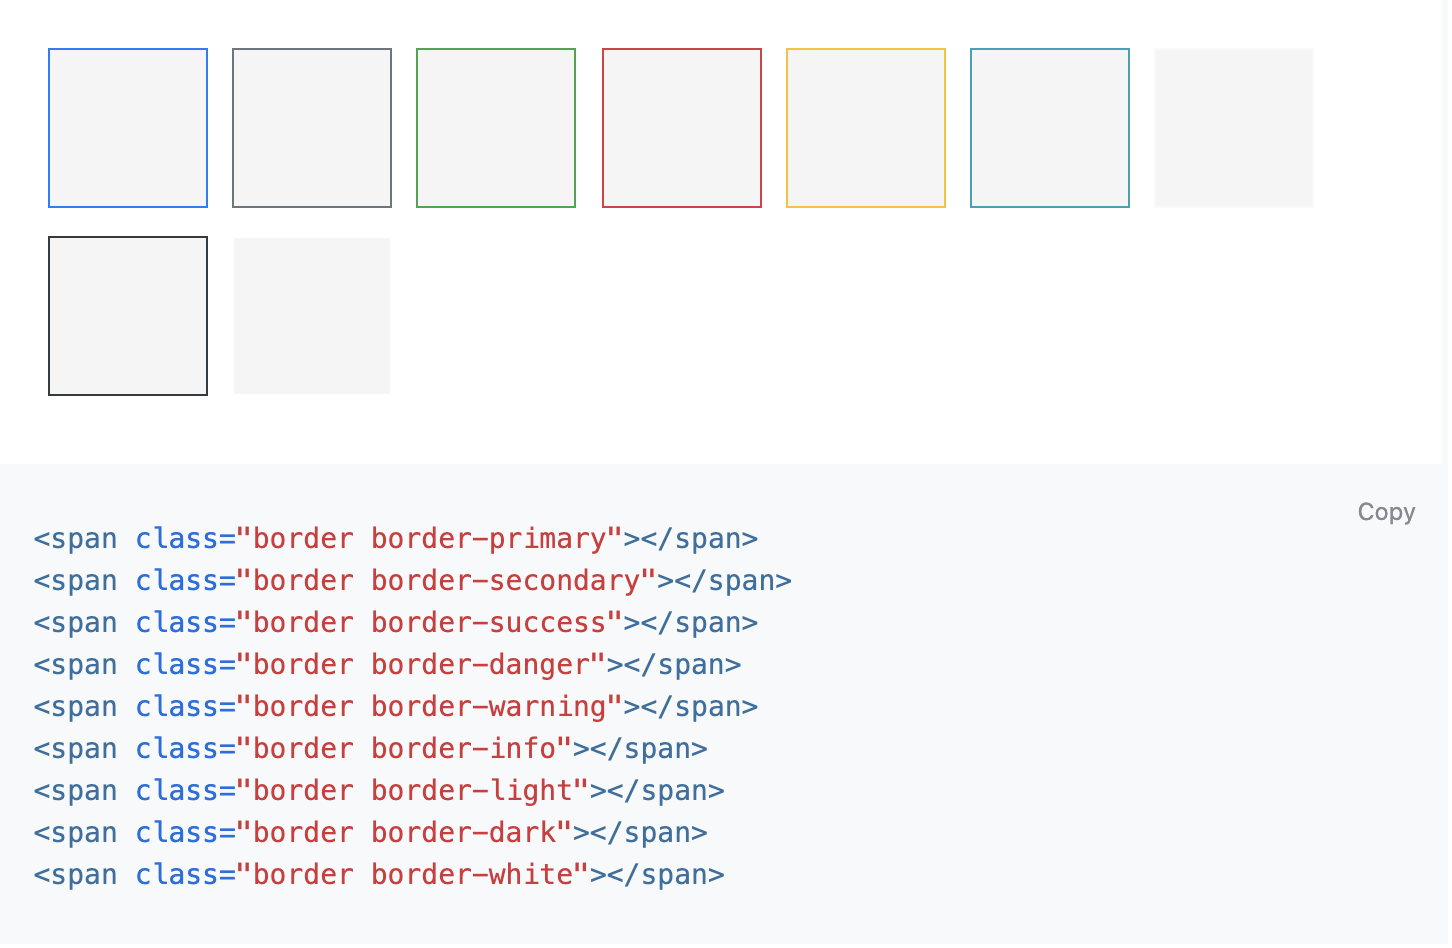 Copy
<span class="border border-primary"></span>
<span class="border border-secondary"></span>
<span class="border border-success"></span>
<span class="border border-danger"></span>
<span class="border border-warning"></span>
<span class="border border-info"></span>
<span class="border border-light"></span>
<span class="border border-dark"></span>
<span class="border border-white"></span>